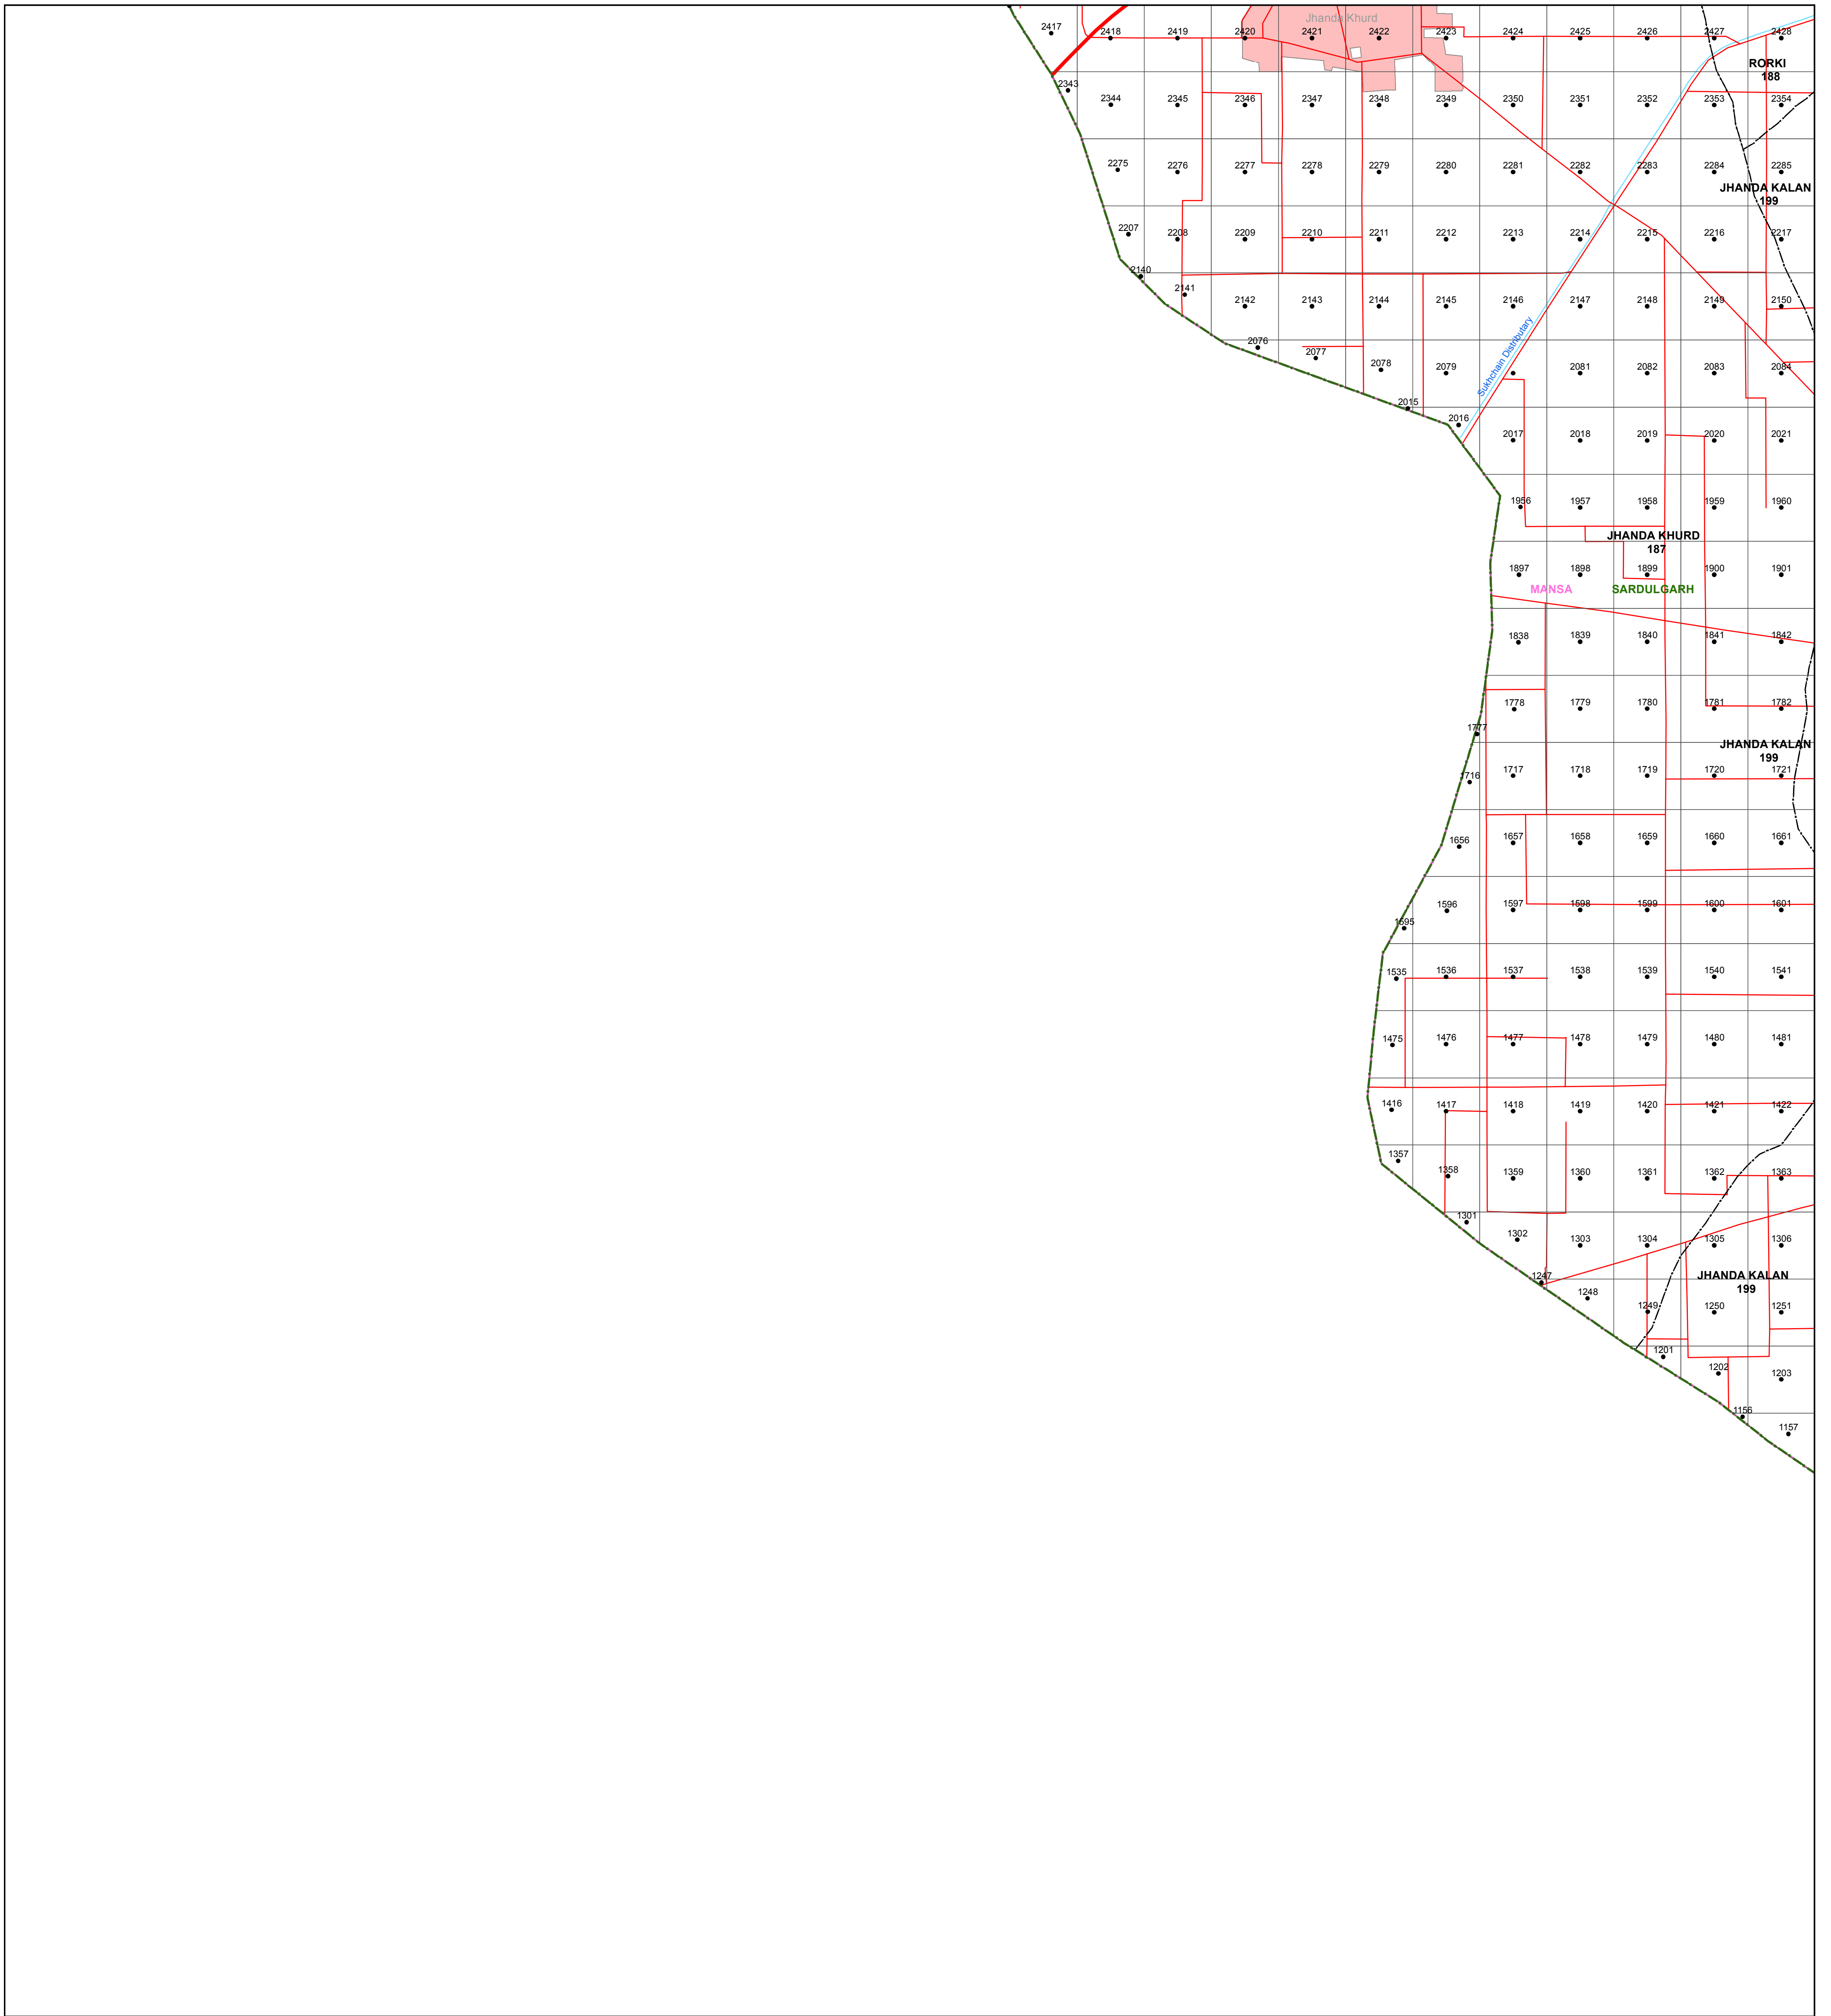 Jhanda Khurd
2417 2418 2419 2420 2421 2422 2423 2424 2425 2426 2427 2428
RORKI
188
2343 2344 2345 2346 2347 2348 2349 2350 2351 2352 2353 2354
2275 2276 2277 2278 2279 2280 2281 2282 2283 2284 2285
JHANDA KALAN
199
2207 2208 2209 2210 2211 2212 2213 2214 2215 2216 2217
2140 2141 2142 2143 2144 2145 2146 2147 2148 2149 2150
Sukhchain Distributary
2076 2077 2078 2079 2081 2082 2083 2084
2015 2016 2017 2018 2019 2020 2021
1956 1957 1958 1959 1960
JHANDA KHURD
187
1897 1898 1899 1900 1901
MANSA SARDULGARH
1838 1839 1840 1841 1842
1777 1778 1779 1780 1781 1782
JHANDA KALAN
199
1716 1717 1718 1719 1720 1721
1656 1657 1658 1659 1660 1661
1595 1596 1597 1598 1599 1600 1601
1535 1536 1537 1538 1539 1540 1541
1475 1476 1477 1478 1479 1480 1481
1416 1417 1418 1419 1420 1421 1422
1357 1358 1359 1360 1361 1362 1363
1301 1302 1303 1304 1305 1306
JHANDA KALAN
199
1247 1248 1249 1250 1251
1201 1202 1203
1156 1157